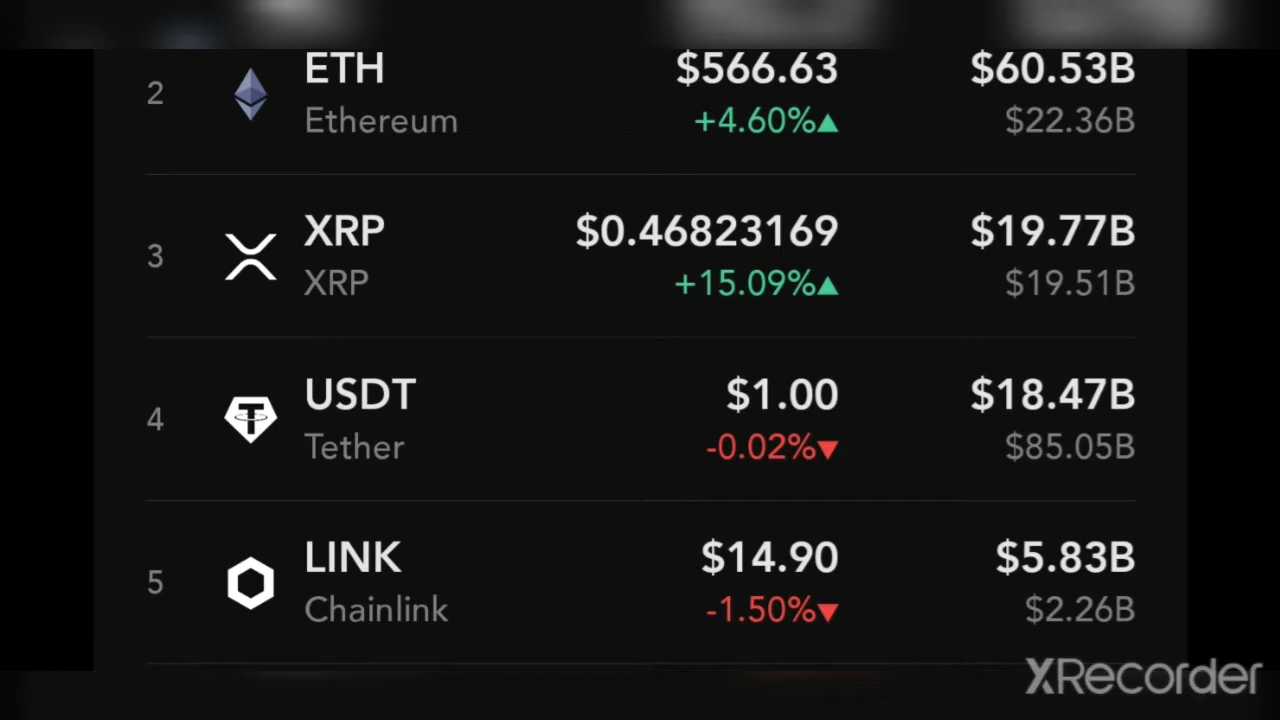 2 ETH $566.63 $60.53B
Ethereum +4.60%▲ $22.36B
3 XRP $0.46823169 $19.77B
XRP +15.09%▲ $19.51B
4 USDT $1.00 $18.47B
Tether -0.02%▼ $85.05B
5 LINK $14.90 $5.83B
Chainlink -1.50%▼ $2.26B
XRecorder